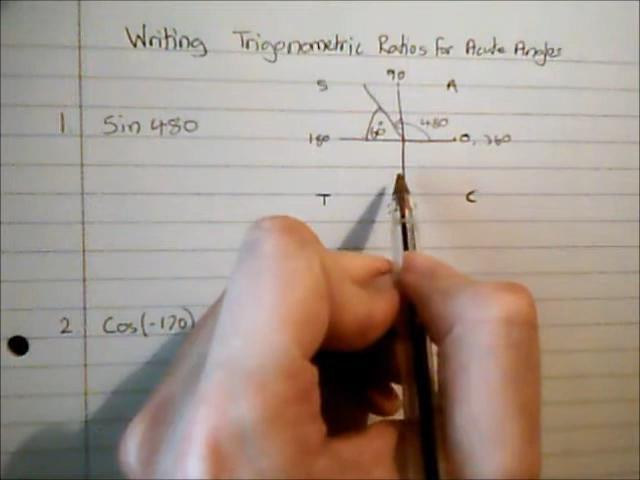 Writing Trigonometric Ratios for Acute Angles
90
S A
1 Sin 480
60° 480
180 0, 360
T C
2 Cos(-170)